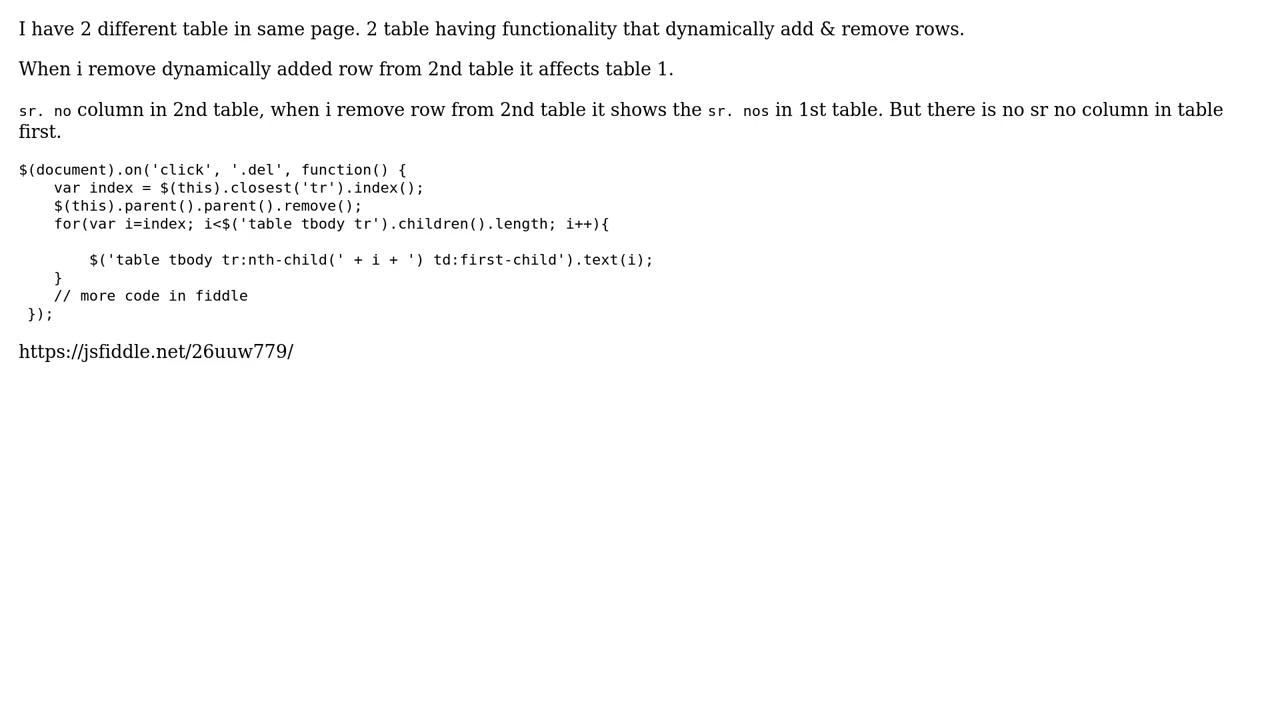 I have 2 different table in same page. 2 table having functionality that dynamically add & remove rows.
When i remove dynamically added row from 2nd table it affects table 1.
sr. no column in 2nd table, when i remove row from 2nd table it shows the sr. nos in 1st table. But there is no sr no column in table
first.
$(document).on('click', '.del', function() {
    var index = $(this).closest('tr').index();
    $(this).parent().parent().remove();
    for(var i=index; i<$('table tbody tr').children().length; i++){
        $('table tbody tr:nth-child(' + i + ') td:first-child').text(i);
    }
    // more code in fiddle
 });
https://jsfiddle.net/26uuw779/